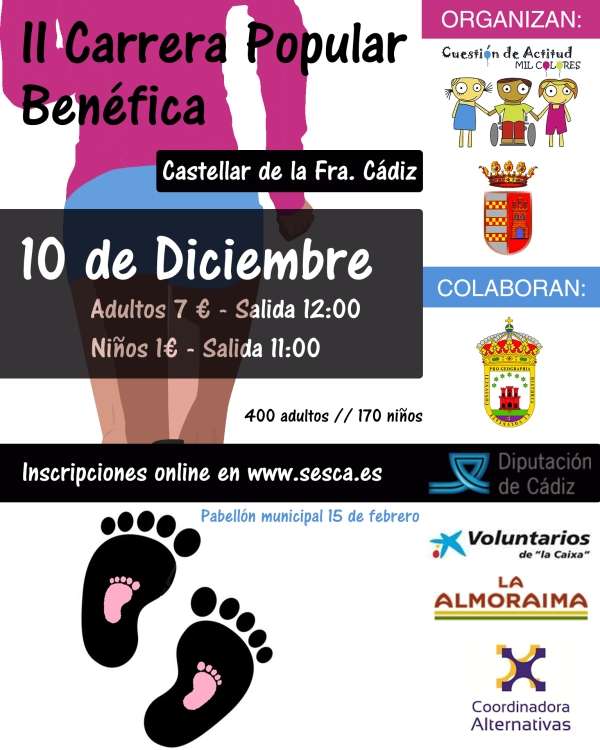 II Carrera Popular
Benéfica
Castellar de la Fra. Cádiz
10 de Diciembre
Adultos 7 € - Salida 12:00
Niños 1€ - Salida 11:00
400 adultos // 170 niños
Inscripciones online en www.sesca.es
Pabellón municipal 15 de febrero
ORGANIZAN:
Cuestión de Actitud
MIL COLORES
COLABORAN:
Diputación
de Cádiz
Voluntarios
de "la Caixa"
LA
ALMORAIMA
Coordinadora
Alternativas